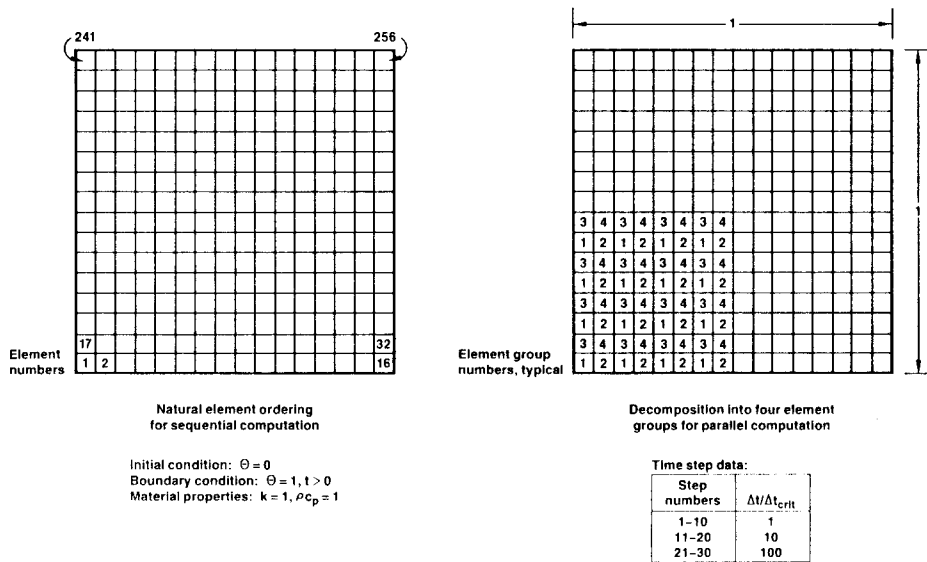 241 256
17 32
Element numbers
1 2 16
Natural element ordering
for sequential computation
Initial condition: Θ = 0
Boundary condition: Θ = 1, t > 0
Material properties: k = 1, ρcp = 1
1
1
3 4 3 4 3 4 3 4
1 2 1 2 1 2 1 2
3 4 3 4 3 4 3 4
1 2 1 2 1 2 1 2
3 4 3 4 3 4 3 4
1 2 1 2 1 2 1 2
3 4 3 4 3 4 3 4
1 2 1 2 1 2 1 2
Element group
numbers, typical
Decomposition into four element
groups for parallel computation
Time step data:
Step
numbers Δt/Δtcrit
1–10 1
11–20 10
21–30 100